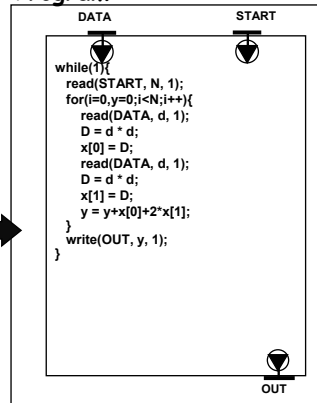 DATA START
while(1){
read(START, N, 1);
for(i=0,y=0;i<N;i++){
read(DATA, d, 1);
D = d * d;
x[0] = D;
read(DATA, d, 1);
D = d * d;
x[1] = D;
y = y+x[0]+2*x[1];
}
write(OUT, y, 1);
}
OUT